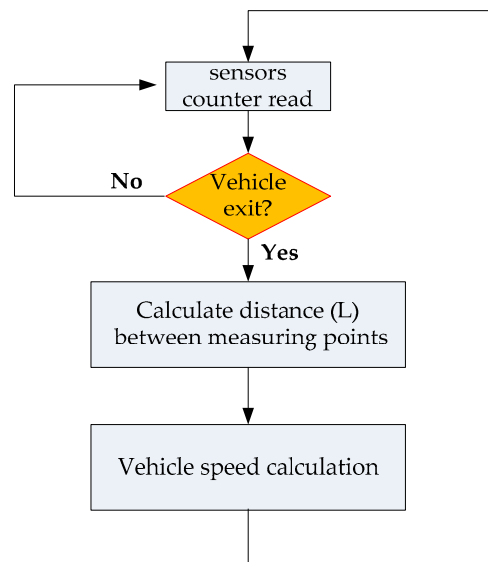 sensors
counter read
No
Vehicle
exit?
Yes
Calculate distance (L)
between measuring points
Vehicle speed calculation